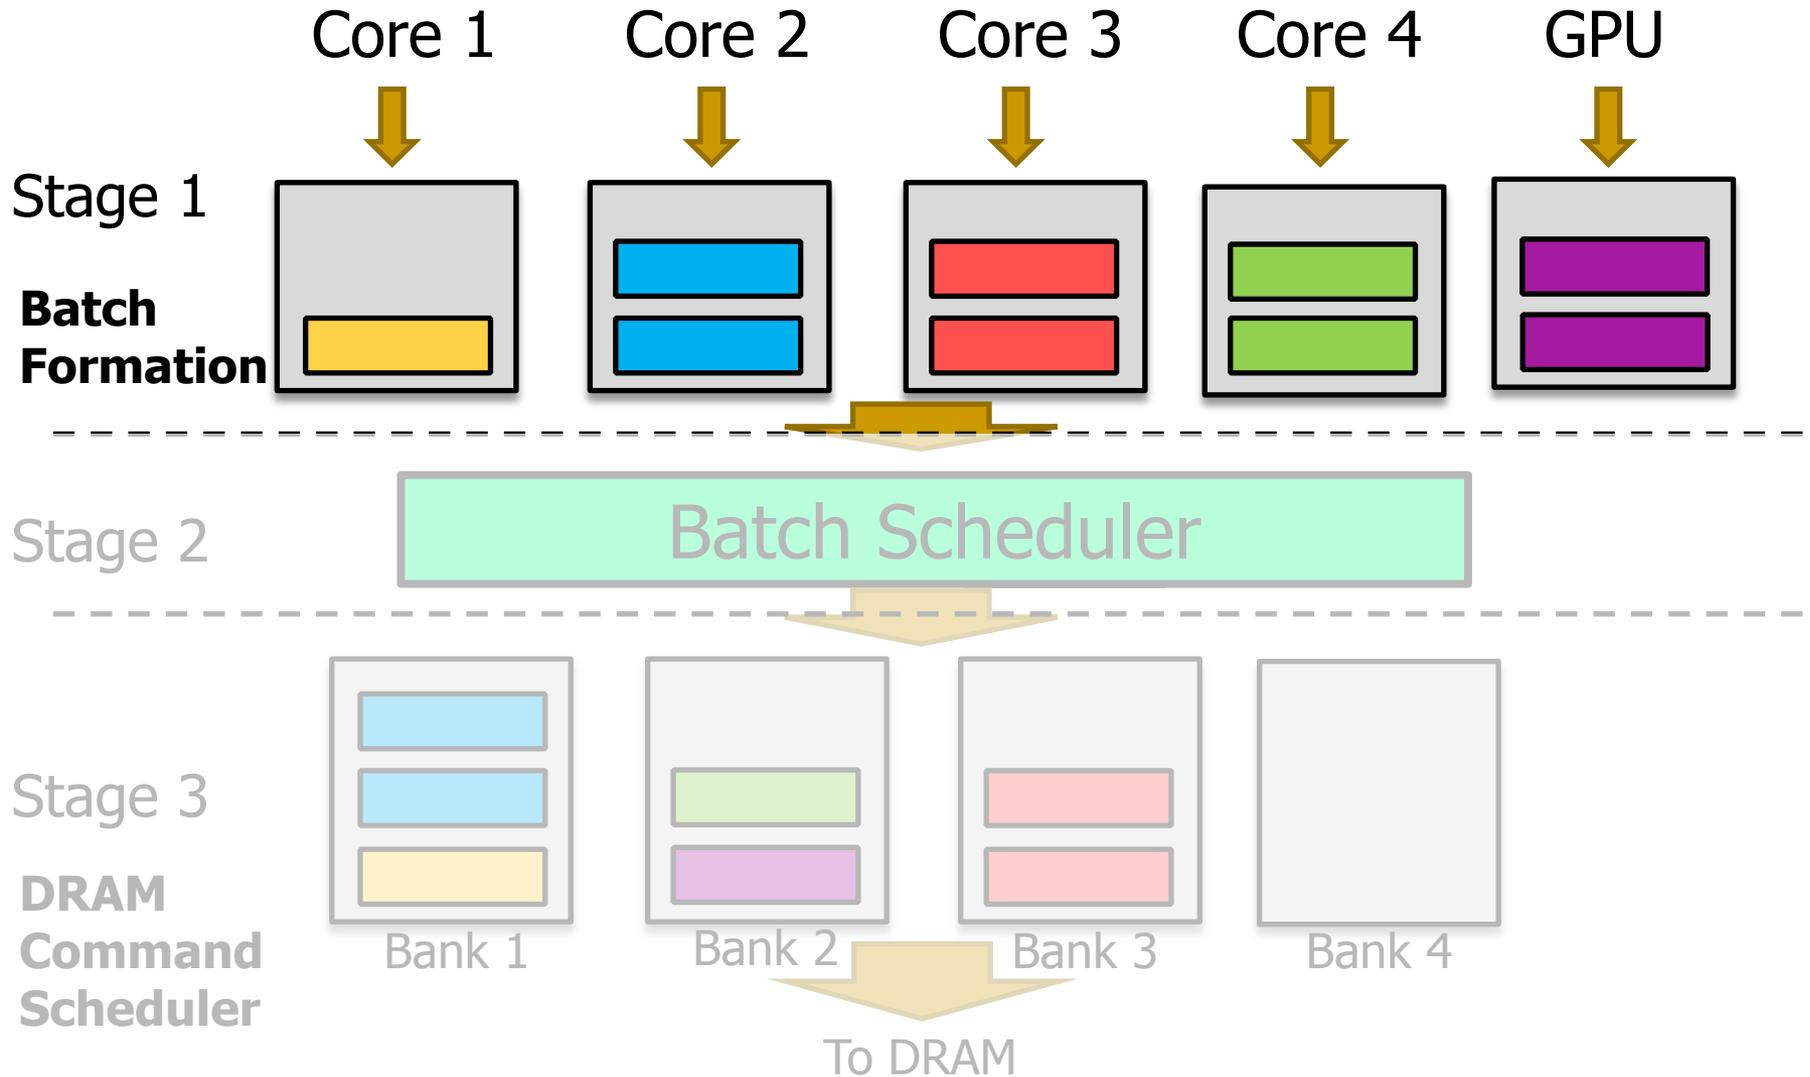 Core 1 Core 2 Core 3 Core 4 GPU
Stage 1
Batch
Formation
Stage 2
Batch Scheduler
Stage 3
DRAM
Command
Scheduler
Bank 1 Bank 2 Bank 3 Bank 4
To DRAM